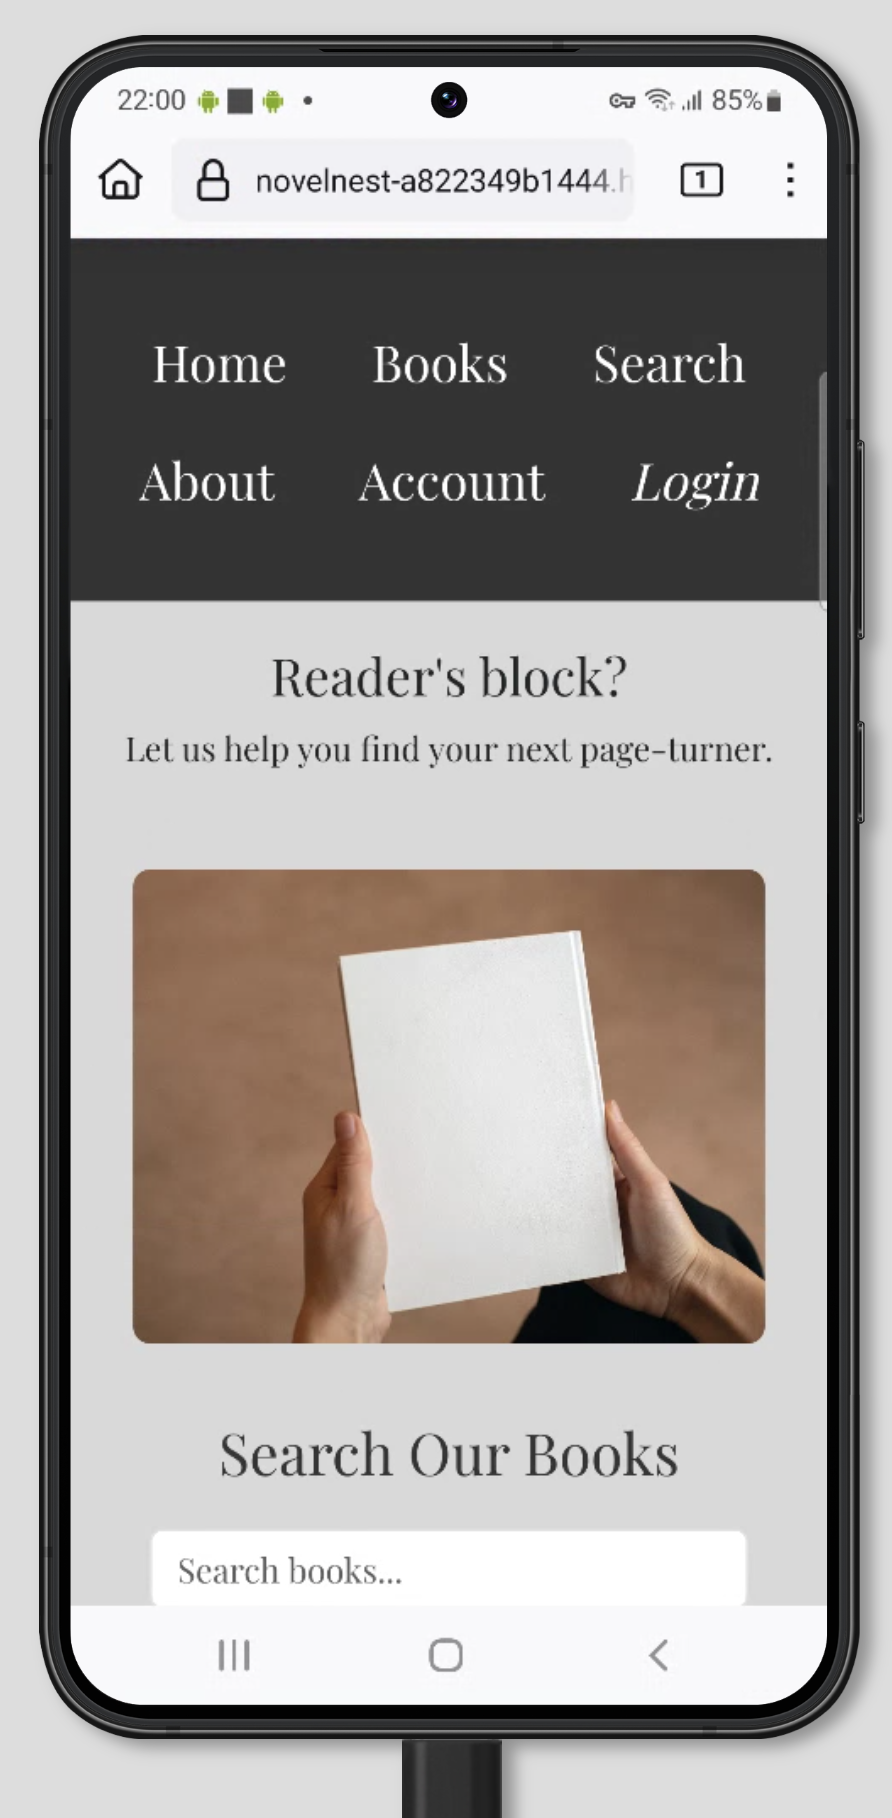 22:00 85%
novelnest-a822349b1444.h 1
Home Books Search
About Account Login
Reader's block?
Let us help you find your next page-turner.
Search Our Books
Search books...